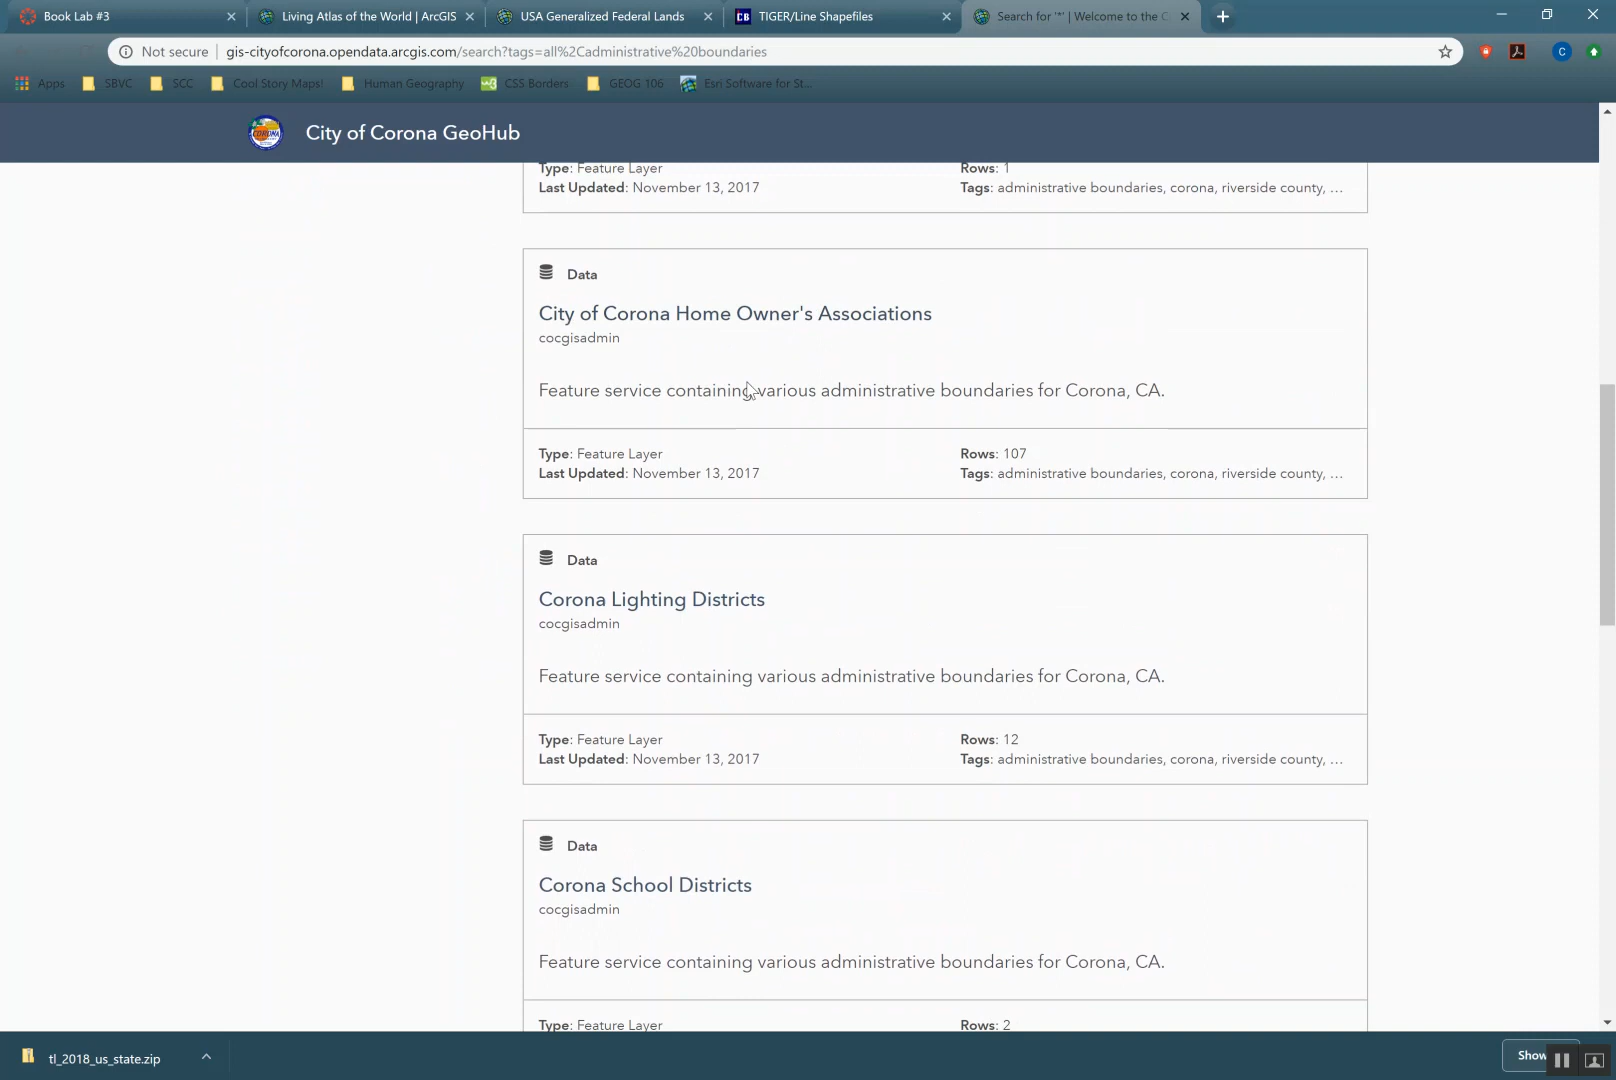 Book Lab #3
Living Atlas of the World | ArcGIS
USA Generalized Federal Lands
CB
TIGER/Line Shapefiles
Search for '*' | Welcome to the C
Not secure
gis-cityofcorona.opendata.arcgis.com/search?tags=all%2Cadministrative%20boundaries
C
Apps
SBVC
SCC
Cool Story Maps!
Human Geography
CSS Borders
GEOG 106
Esri Software for St...
CORONA
City of Corona GeoHub
Type: Feature Layer
Rows: 1
Last Updated: November 13, 2017
Tags: administrative boundaries, corona, riverside county, ...
Data
City of Corona Home Owner's Associations
cocgisadmin
Feature service containing various administrative boundaries for Corona, CA.
Type: Feature Layer
Rows: 107
Last Updated: November 13, 2017
Tags: administrative boundaries, corona, riverside county, ...
Data
Corona Lighting Districts
cocgisadmin
Feature service containing various administrative boundaries for Corona, CA.
Type: Feature Layer
Rows: 12
Last Updated: November 13, 2017
Tags: administrative boundaries, corona, riverside county, ...
Data
Corona School Districts
cocgisadmin
Feature service containing various administrative boundaries for Corona, CA.
Type: Feature Layer
Rows: 2
tl_2018_us_state.zip
Show